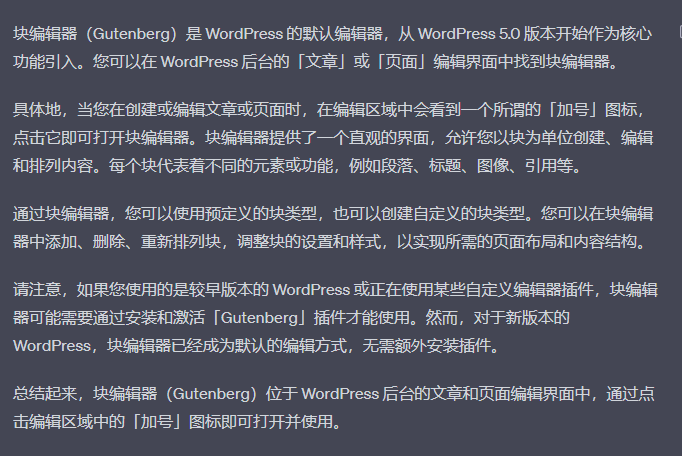 块编辑器（Gutenberg）是 WordPress 的默认编辑器，从 WordPress 5.0 版本开始作为核心
功能引入。您可以在 WordPress 后台的「文章」或「页面」编辑界面中找到块编辑器。
具体地，当您在创建或编辑文章或页面时，在编辑区域中会看到一个所谓的「加号」图标，
点击它即可打开块编辑器。块编辑器提供了一个直观的界面，允许您以块为单位创建、编辑
和排列内容。每个块代表着不同的元素或功能，例如段落、标题、图像、引用等。
通过块编辑器，您可以使用预定义的块类型，也可以创建自定义的块类型。您可以在块编辑
器中添加、删除、重新排列块，调整块的设置和样式，以实现所需的页面布局和内容结构。
请注意，如果您使用的是较早版本的 WordPress 或正在使用某些自定义编辑器插件，块编辑
器可能需要通过安装和激活「Gutenberg」插件才能使用。然而，对于新版本的
WordPress，块编辑器已经成为默认的编辑方式，无需额外安装插件。
总结起来，块编辑器（Gutenberg）位于 WordPress 后台的文章和页面编辑界面中，通过点
击编辑区域中的「加号」图标即可打开并使用。